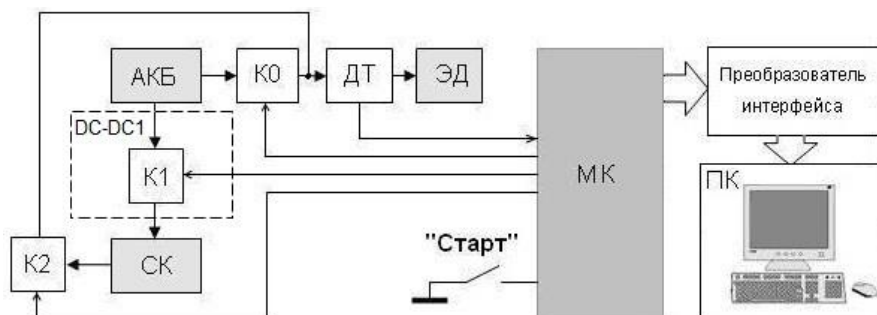 АКБ
К0
ДТ
ЭД
DC-DC1
К1
К2
СК
"Старт"
МК
Преобразователь
интерфейса
ПК